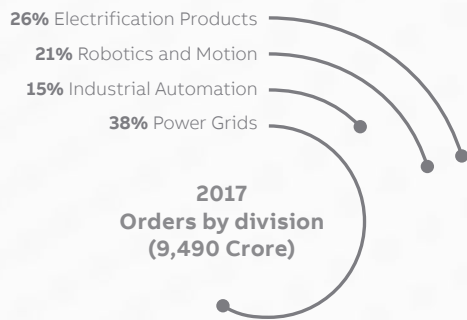 26% Electrification Products
21% Robotics and Motion
15% Industrial Automation
38% Power Grids
2017
Orders by division
(9,490 Crore)